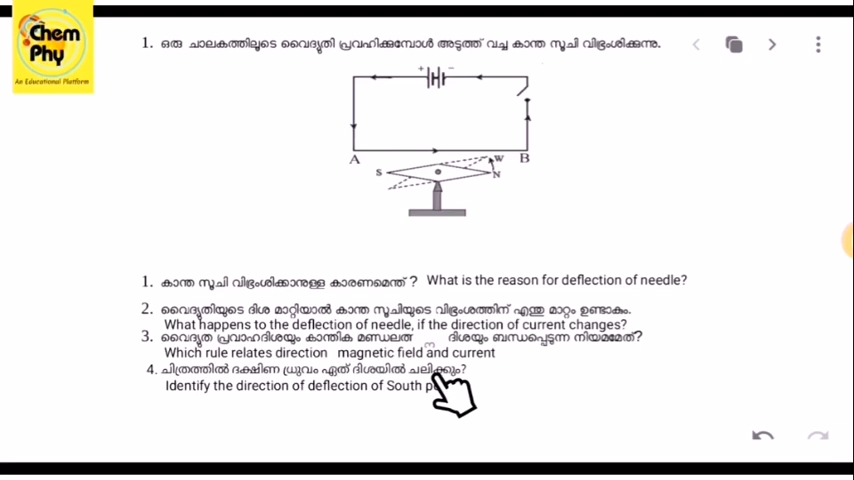 Chem
Phy
An Educational Platform
1. ഒരു ചാലകത്തിലൂടെ വൈദ്യുതി പ്രവഹിക്കുമ്പോൾ അടുത്ത് വച്ച കാന്ത സൂചി വിഭ്രംശിക്കുന്നു.
+ −
A B
W
S N
1. കാന്ത സൂചി വിഭ്രംശിക്കാനുള്ള കാരണമെന്ത് ? What is the reason for deflection of needle?
2. വൈദ്യുതിയുടെ ദിശ മാറ്റിയാൽ കാന്ത സൂചിയുടെ വിഭ്രംശത്തിന് എന്തു മാറ്റം ഉണ്ടാകും.
What happens to the deflection of needle, if the direction of current changes?
3. വൈദ്യുത പ്രവാഹദിശയും കാന്തിക ദിശയും ബന്ധപ്പെടുന്ന നിയമമേത്?
Which rule relates direction magnetic field and current
4. ചിത്രത്തിൽ ദക്ഷിണ ധ്രുവം ഏത് ദിശയിൽ ചലിക്കും?
Identify the direction of deflection of South